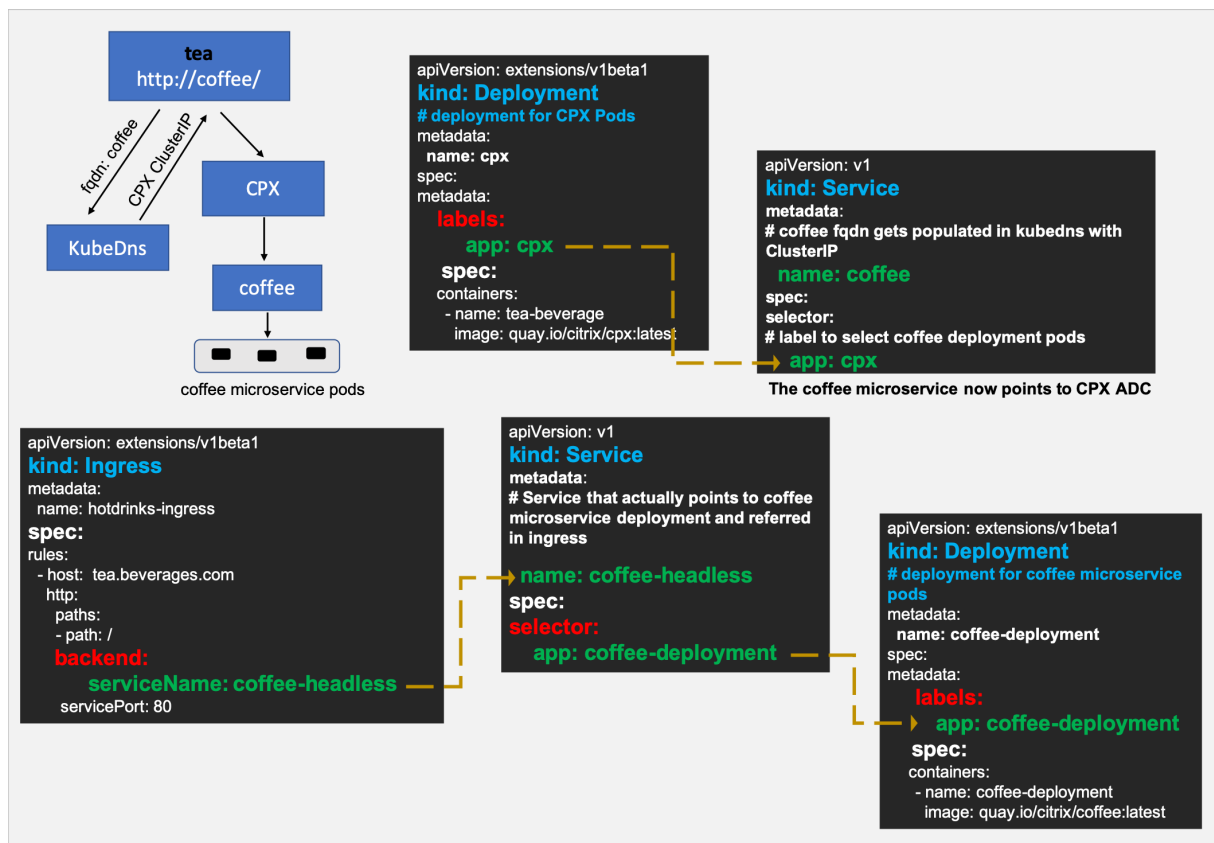 tea
http://coffee/
fqdn: coffee
CPX ClusterIP
CPX
KubeDns
coffee
coffee microservice pods
apiVersion: extensions/v1beta1
kind: Deployment
# deployment for CPX Pods
metadata:
name: cpx
spec:
metadata:
labels:
app: cpx
spec:
containers:
- name: tea-beverage
image: quay.io/citrix/cpx:latest
apiVersion: v1
kind: Service
metadata:
# coffee fqdn gets populated in kubedns with
ClusterIP
name: coffee
spec:
selector:
# label to select coffee deployment pods
app: cpx
The coffee microservice now points to CPX ADC
apiVersion: extensions/v1beta1
kind: Ingress
metadata:
name: hotdrinks-ingress
spec:
rules:
- host: tea.beverages.com
http:
paths:
- path: /
backend:
serviceName: coffee-headless
servicePort: 80
apiVersion: v1
kind: Service
metadata:
# Service that actually points to coffee
microservice deployment and referred
in ingress
name: coffee-headless
spec:
selector:
app: coffee-deployment
apiVersion: extensions/v1beta1
kind: Deployment
# deployment for coffee microservice
pods
metadata:
name: coffee-deployment
spec:
metadata:
labels:
app: coffee-deployment
spec:
containers:
- name: coffee-deployment
image: quay.io/citrix/coffee:latest